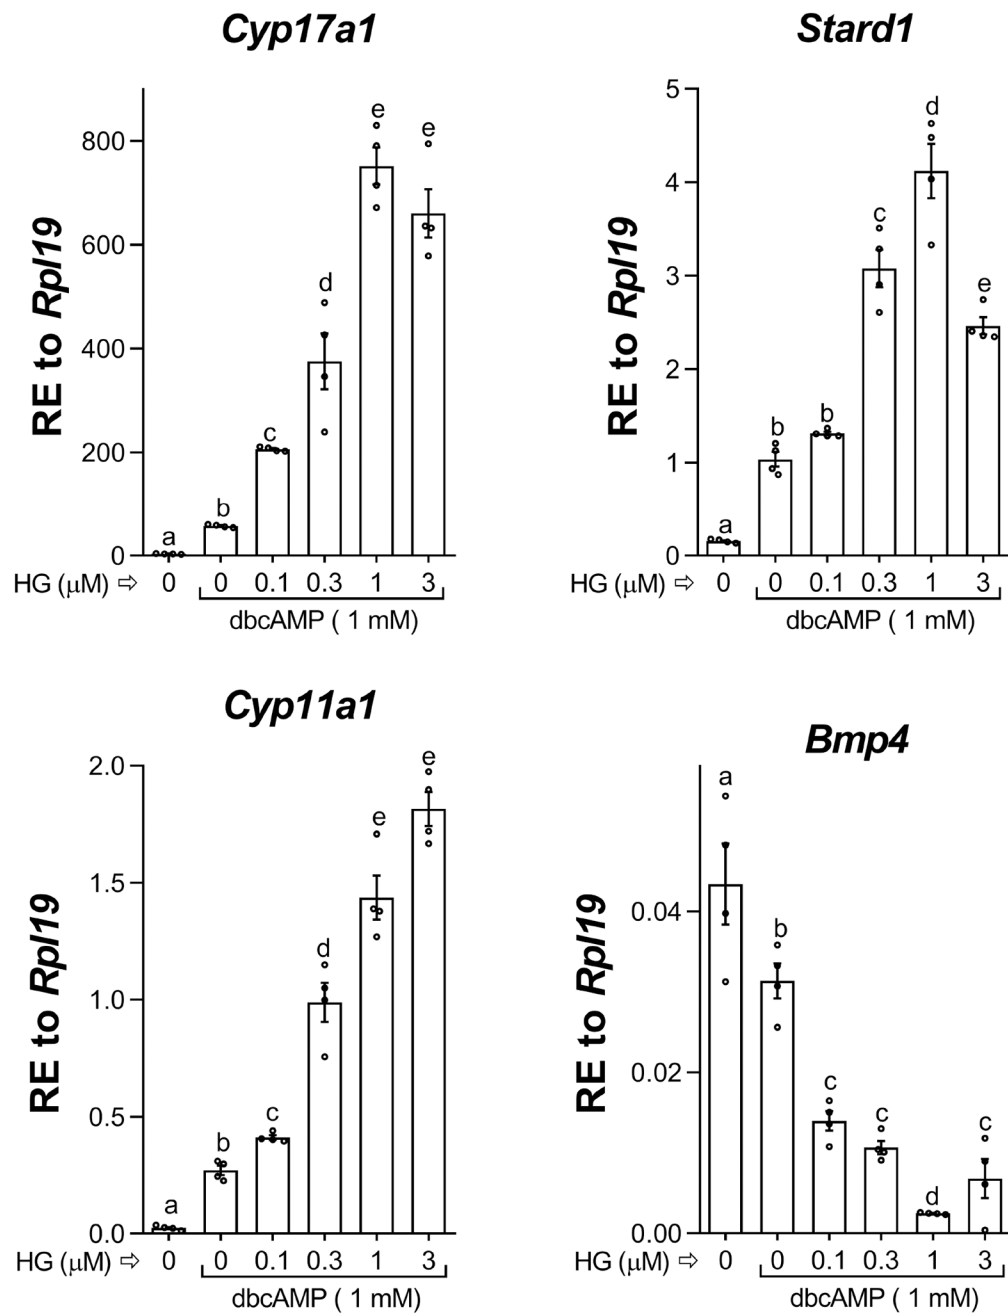 Cyp17a1
e
e
800
d
600
RE to Rpl19
400
c
200
b
a
0
HG (μM) ⇨ 0 0 0.1 0.3 1 3
dbcAMP ( 1 mM)
Stard1
5
d
4
c
e
3
RE to Rpl19
2
b
b
1
a
0
HG (μM) ⇨ 0 0 0.1 0.3 1 3
dbcAMP ( 1 mM)
Cyp11a1
e
2.0
e
1.5
d
RE to Rpl19
1.0
c
0.5
b
a
0.0
HG (μM) ⇨ 0 0 0.1 0.3 1 3
dbcAMP ( 1 mM)
Bmp4
a
b
0.04
RE to Rpl19
c
0.02
c
c
d
0.00
HG (μM) ⇨ 0 0 0.1 0.3 1 3
dbcAMP ( 1 mM)